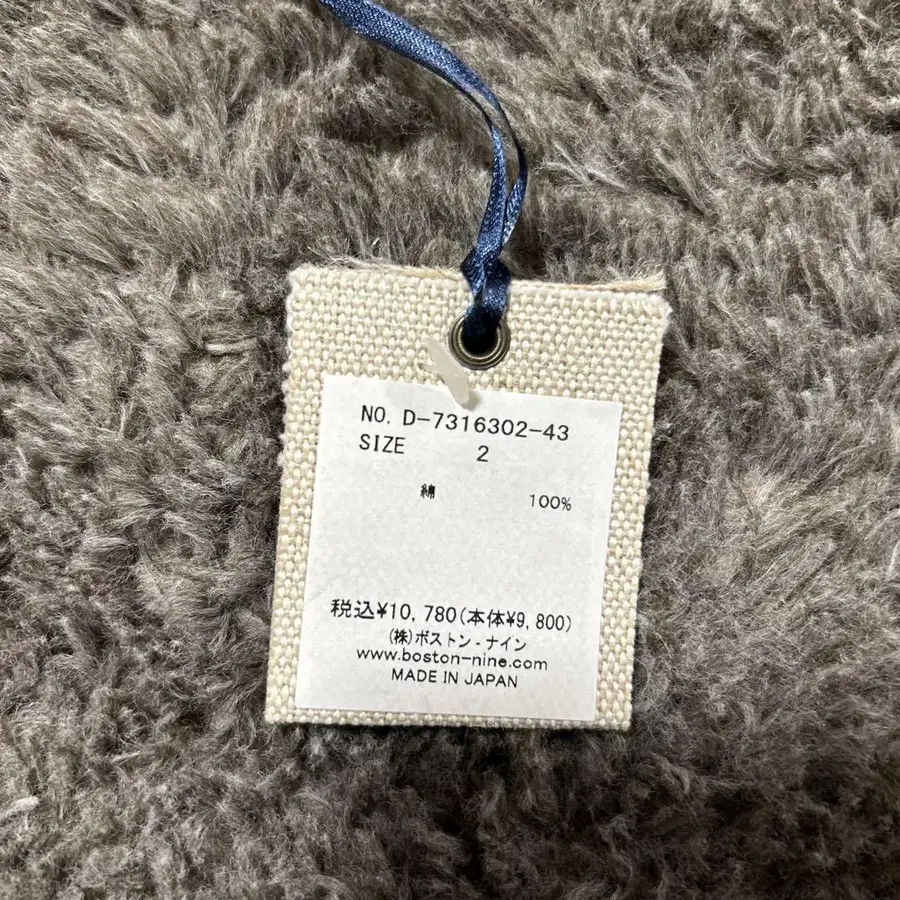 NO. D-7316302-43
SIZE 2
綿 100%
税込¥10,780(本体¥9,800)
(株)ボストン-ナイン
www.boston-nine.com
MADE IN JAPAN